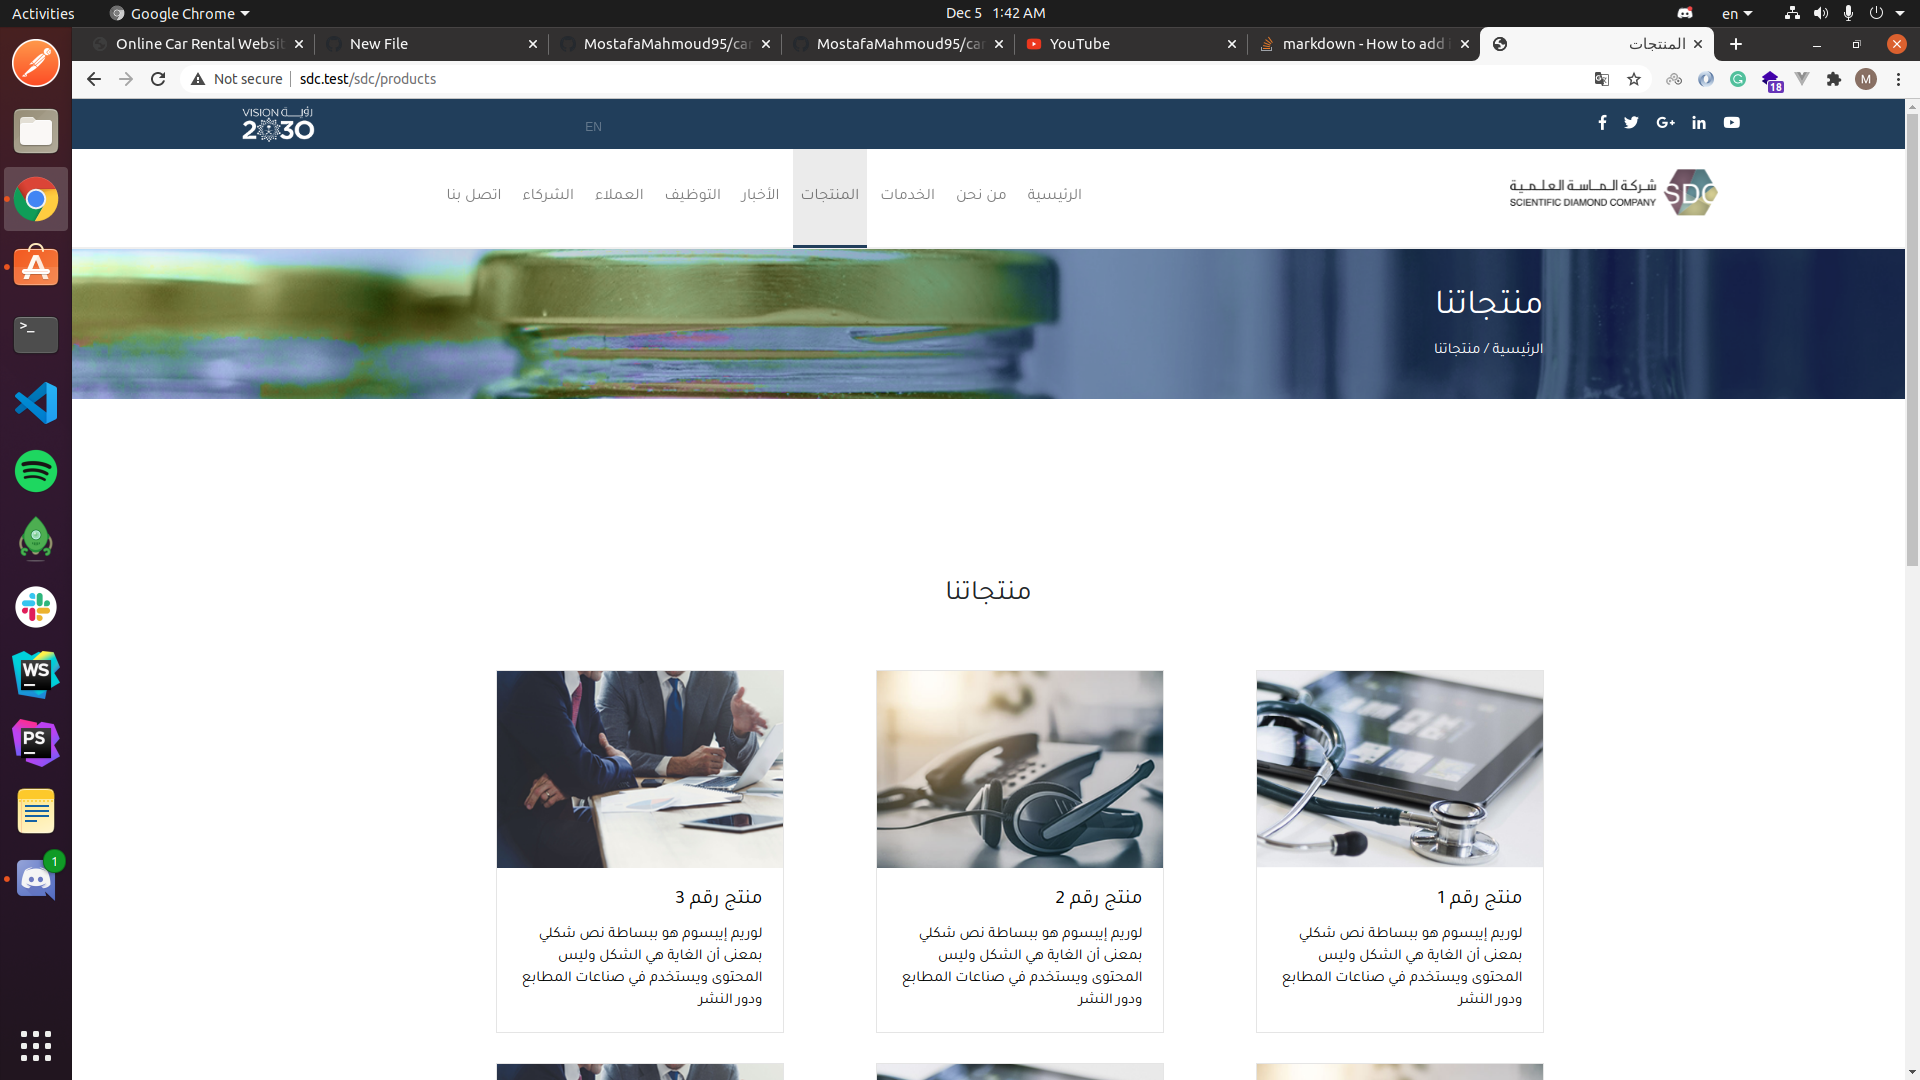 Activities
Google Chrome
Dec 5 1:42 AM
en
Online Car Rental Websit
New File
MostafaMahmoud95/car
MostafaMahmoud95/car
YouTube
markdown - How to add i
المنتجات
Not secure
sdc.test/sdc/products
18
M
VISION رؤية
2030
EN
شركة الماسة العلمية
SCIENTIFIC DIAMOND COMPANY
SDC
الرئيسية
من نحن
الخدمات
المنتجات
الأخبار
التوظيف
العملاء
الشركاء
اتصل بنا
منتجاتنا
الرئيسية / منتجاتنا
منتجاتنا
منتج رقم 1
لوريم إيبسوم هو ببساطة نص شكلي
بمعنى أن الغاية هي الشكل وليس
المحتوى ويستخدم في صناعات المطابع
ودور النشر
منتج رقم 2
لوريم إيبسوم هو ببساطة نص شكلي
بمعنى أن الغاية هي الشكل وليس
المحتوى ويستخدم في صناعات المطابع
ودور النشر
منتج رقم 3
لوريم إيبسوم هو ببساطة نص شكلي
بمعنى أن الغاية هي الشكل وليس
المحتوى ويستخدم في صناعات المطابع
ودور النشر
>_
WS
PS
1